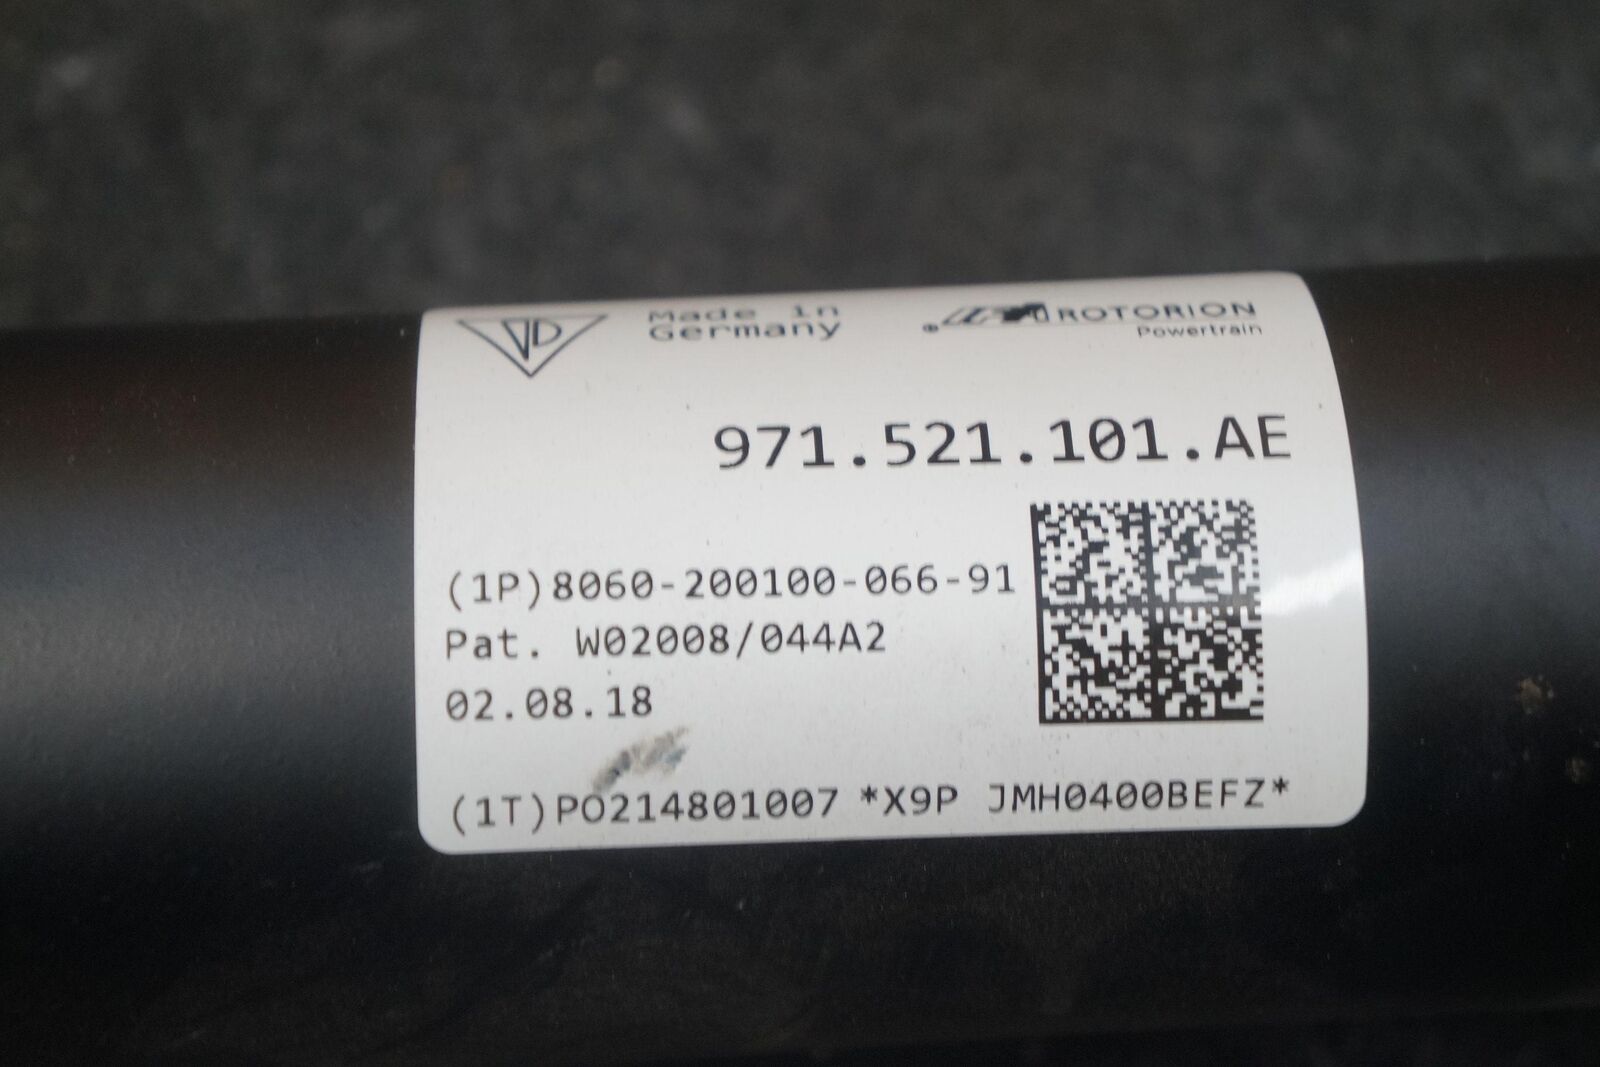 Made in
Germany
ROTORION
Powertrain
971.521.101.AE
(1P)8060-200100-066-91
Pat. W02008/044A2
02.08.18
(1T)PO214801007 *X9P JMH0400BEFZ*